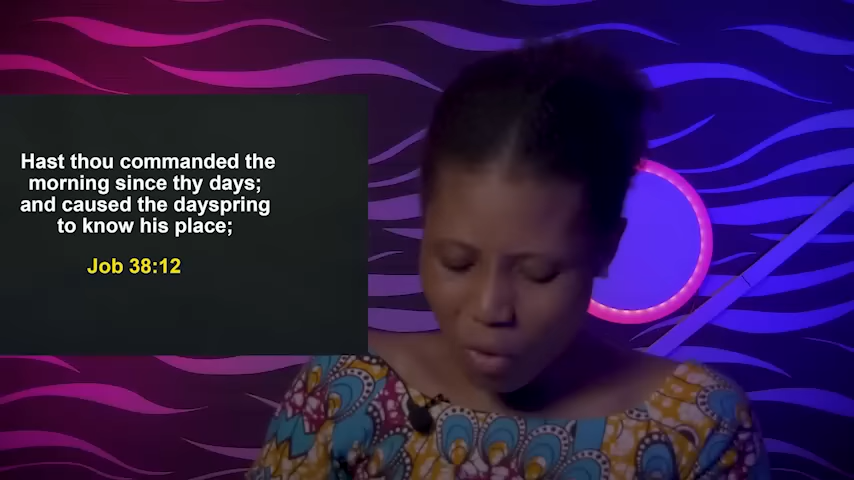 Hast thou commanded the
morning since thy days;
and caused the dayspring
to know his place;
Job 38:12